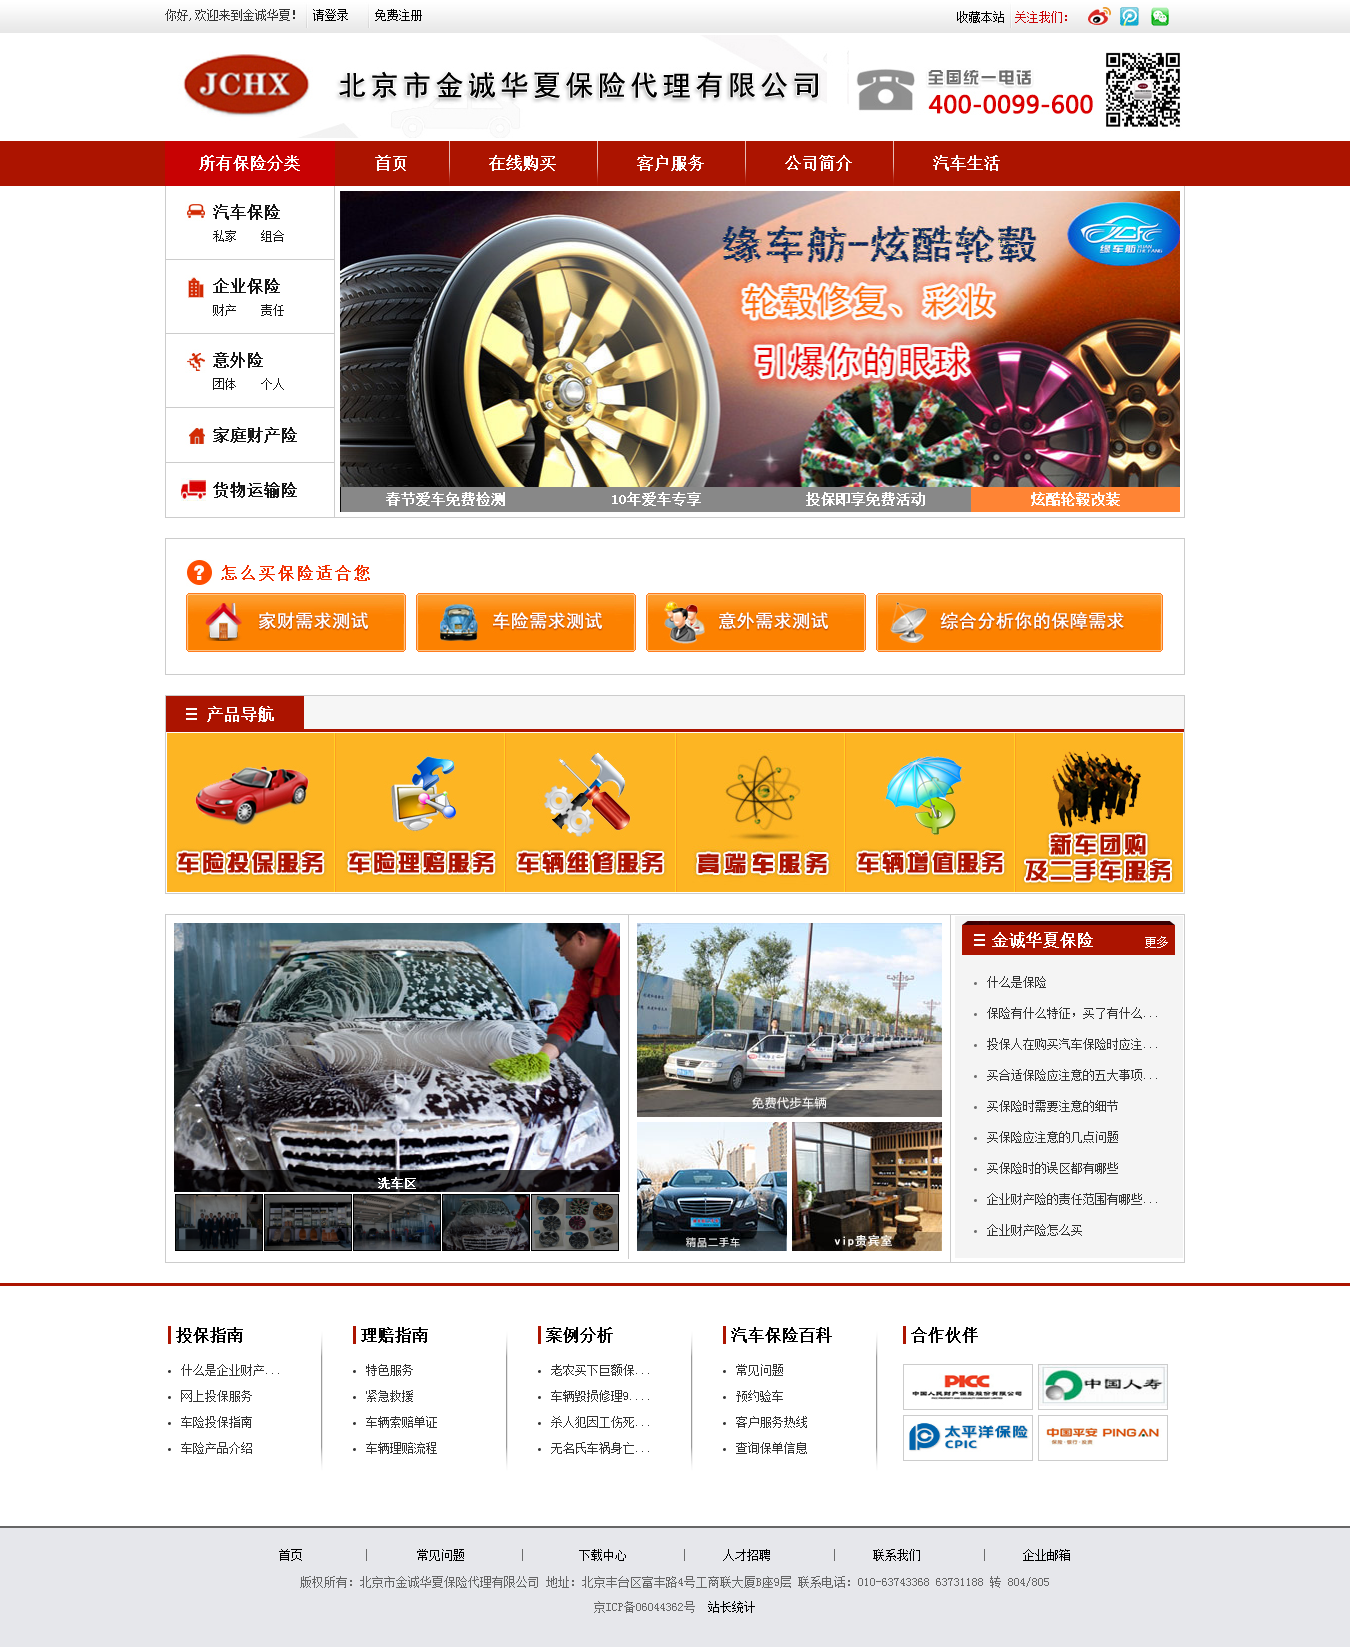 你好,欢迎来到金诚华夏! 请登录 免费注册 收藏本站 关注我们:
JCHX 北京市金诚华夏保险代理有限公司
全国统一电话
400-0099-600
所有保险分类 首页 在线购买 客户服务 公司简介 汽车生活
汽车保险
私家 组合
企业保险
财产 责任
意外险
团体 个人
家庭财产险
货物运输险
缘车舫-炫酷轮毂
缘车舫
轮毂修复、彩妆
引爆你的眼球
春节爱车免费检测 10年爱车专享 投保即享免费活动 炫酷轮毂改装
怎么买保险适合您
家财需求测试 车险需求测试 意外需求测试 综合分析你的保障需求
产品导航
车险投保服务 车险理赔服务 车辆维修服务 高端车服务 车辆增值服务 新车团购
及二手车服务
洗车区
免费代步车辆
精品二手车 vip贵宾室
金诚华夏保险 更多
什么是保险
保险有什么特征，买了有什么...
投保人在购买汽车保险时应注...
买合适保险应注意的五大事项...
买保险时需要注意的细节
买保险应注意的几点问题
买保险时的误区都有哪些
企业财产险的责任范围有哪些...
企业财产险怎么买
投保指南
什么是企业财产...
网上投保服务
车险投保指南
车险产品介绍
理赔指南
特色服务
紧急救援
车辆索赔单证
车辆理赔流程
案例分析
老农买下巨额保...
车辆毁损修理9....
杀人犯因工伤死...
无名氏车祸身亡...
汽车保险百科
常见问题
预约验车
客户服务热线
查询保单信息
合作伙伴
PICC
中国人民财产保险股份有限公司
中国人寿
太平洋保险
CPIC
中国平安 PING AN
保险·银行·投资
首页 | 常见问题 | 下载中心 | 人才招聘 | 联系我们 | 企业邮箱
版权所有：北京市金诚华夏保险代理有限公司 地址：北京丰台区富丰路4号工商联大厦B座9层 联系电话：010-63743368 63731188 转 804/805
京ICP备06044362号 站长统计